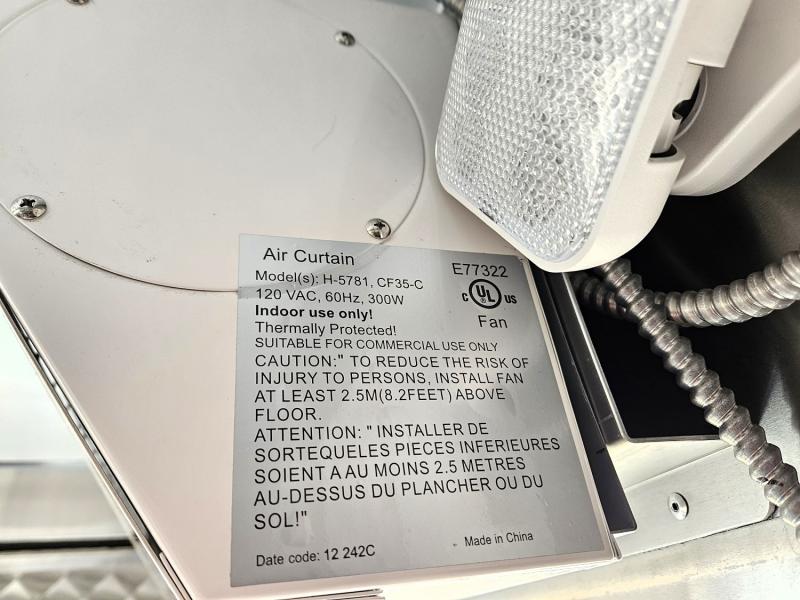 Air Curtain
Model(s): H-5781, CF35-C
120 VAC, 60Hz, 300W
Indoor use only!
Thermally Protected!
SUITABLE FOR COMMERCIAL USE ONLY
CAUTION:" TO REDUCE THE RISK OF
INJURY TO PERSONS, INSTALL FAN
AT LEAST 2.5M(8.2FEET) ABOVE
FLOOR.
ATTENTION: " INSTALLER DE
SORTEQUELES PIECES INFERIEURES
SOIENT A AU MOINS 2.5 METRES
AU-DESSUS DU PLANCHER OU DU
SOL!"
Date code: 12 242C
Made in China
E77322
C UL US
Fan